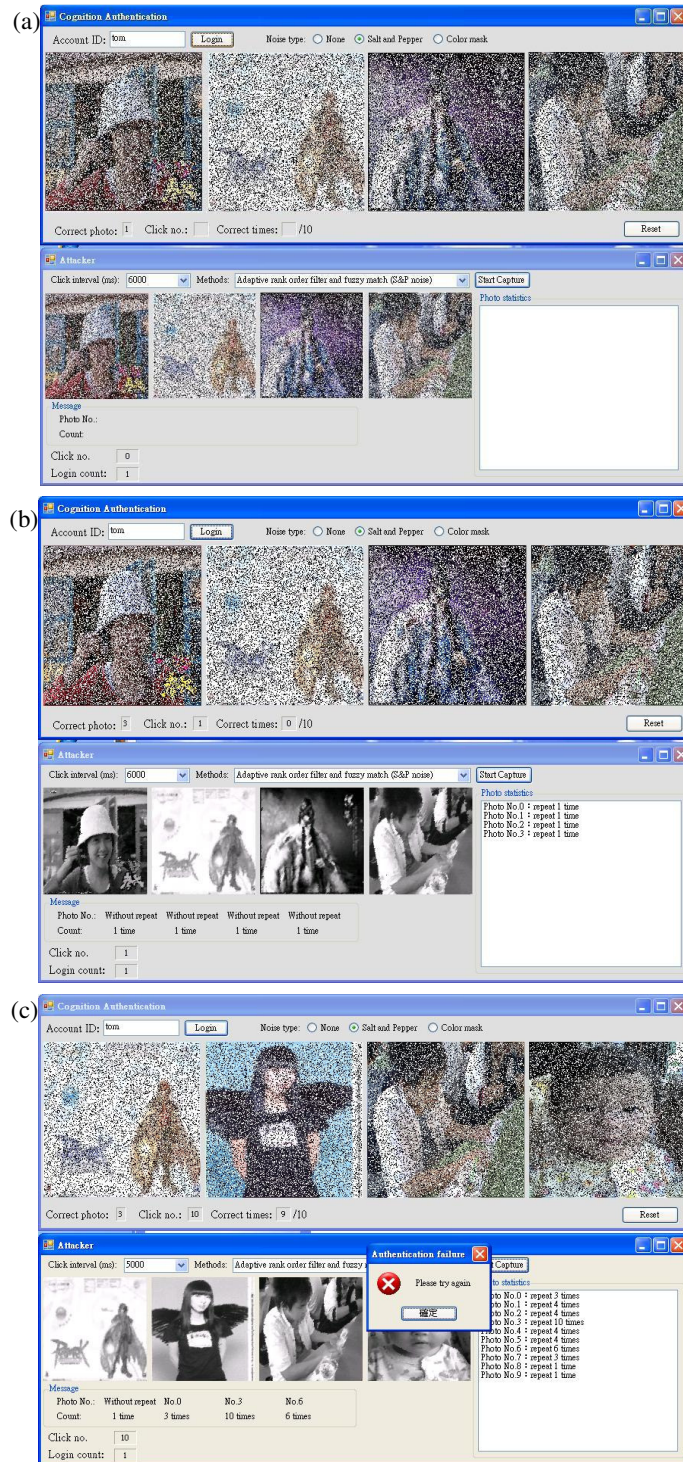 (a)
Cognition Authentication
Account ID: tom Login Noise type: None Salt and Pepper Color mask
Correct photo: 1 Click no.: Correct times: /10 Reset
Attacker
Click interval (ms): 6000 Methods: Adaptive rank order filter and fuzzy match (S&P noise) Start Capture
Photo statistics
Message
Photo No.:
Count:
Click no. 0
Login count: 1
(b)
Cognition Authentication
Account ID: tom Login Noise type: None Salt and Pepper Color mask
Correct photo: 3 Click no.: 1 Correct times: 0 /10 Reset
Attacker
Click interval (ms): 6000 Methods: Adaptive rank order filter and fuzzy match (S&P noise) Start Capture
Photo statistics
Photo No.0：repeat 1 time
Photo No.1：repeat 1 time
Photo No.2：repeat 1 time
Photo No.3：repeat 1 time
Message
Photo No.: Without repeat Without repeat Without repeat Without repeat
Count: 1 time 1 time 1 time 1 time
Click no. 1
Login count: 1
(c)
Cognition Authentication
Account ID: tom Login Noise type: None Salt and Pepper Color mask
Correct photo: 3 Click no.: 10 Correct times: 9 /10 Reset
Attacker
Click interval (ms): 5000 Methods: Adaptive rank order filter and fuzzy Capture
Authentication failure
Please try again
確定
Photo statistics
Photo No.0：repeat 3 times
Photo No.1：repeat 4 times
Photo No.2：repeat 4 times
Photo No.3：repeat 10 times
Photo No.4：repeat 4 times
Photo No.5：repeat 4 times
Photo No.6：repeat 6 times
Photo No.7：repeat 3 times
Photo No.8：repeat 1 time
Photo No.9：repeat 1 time
Message
Photo No.: Without repeat No.0 No.3 No.6
Count: 1 time 3 times 10 times 6 times
Click no. 10
Login count: 1